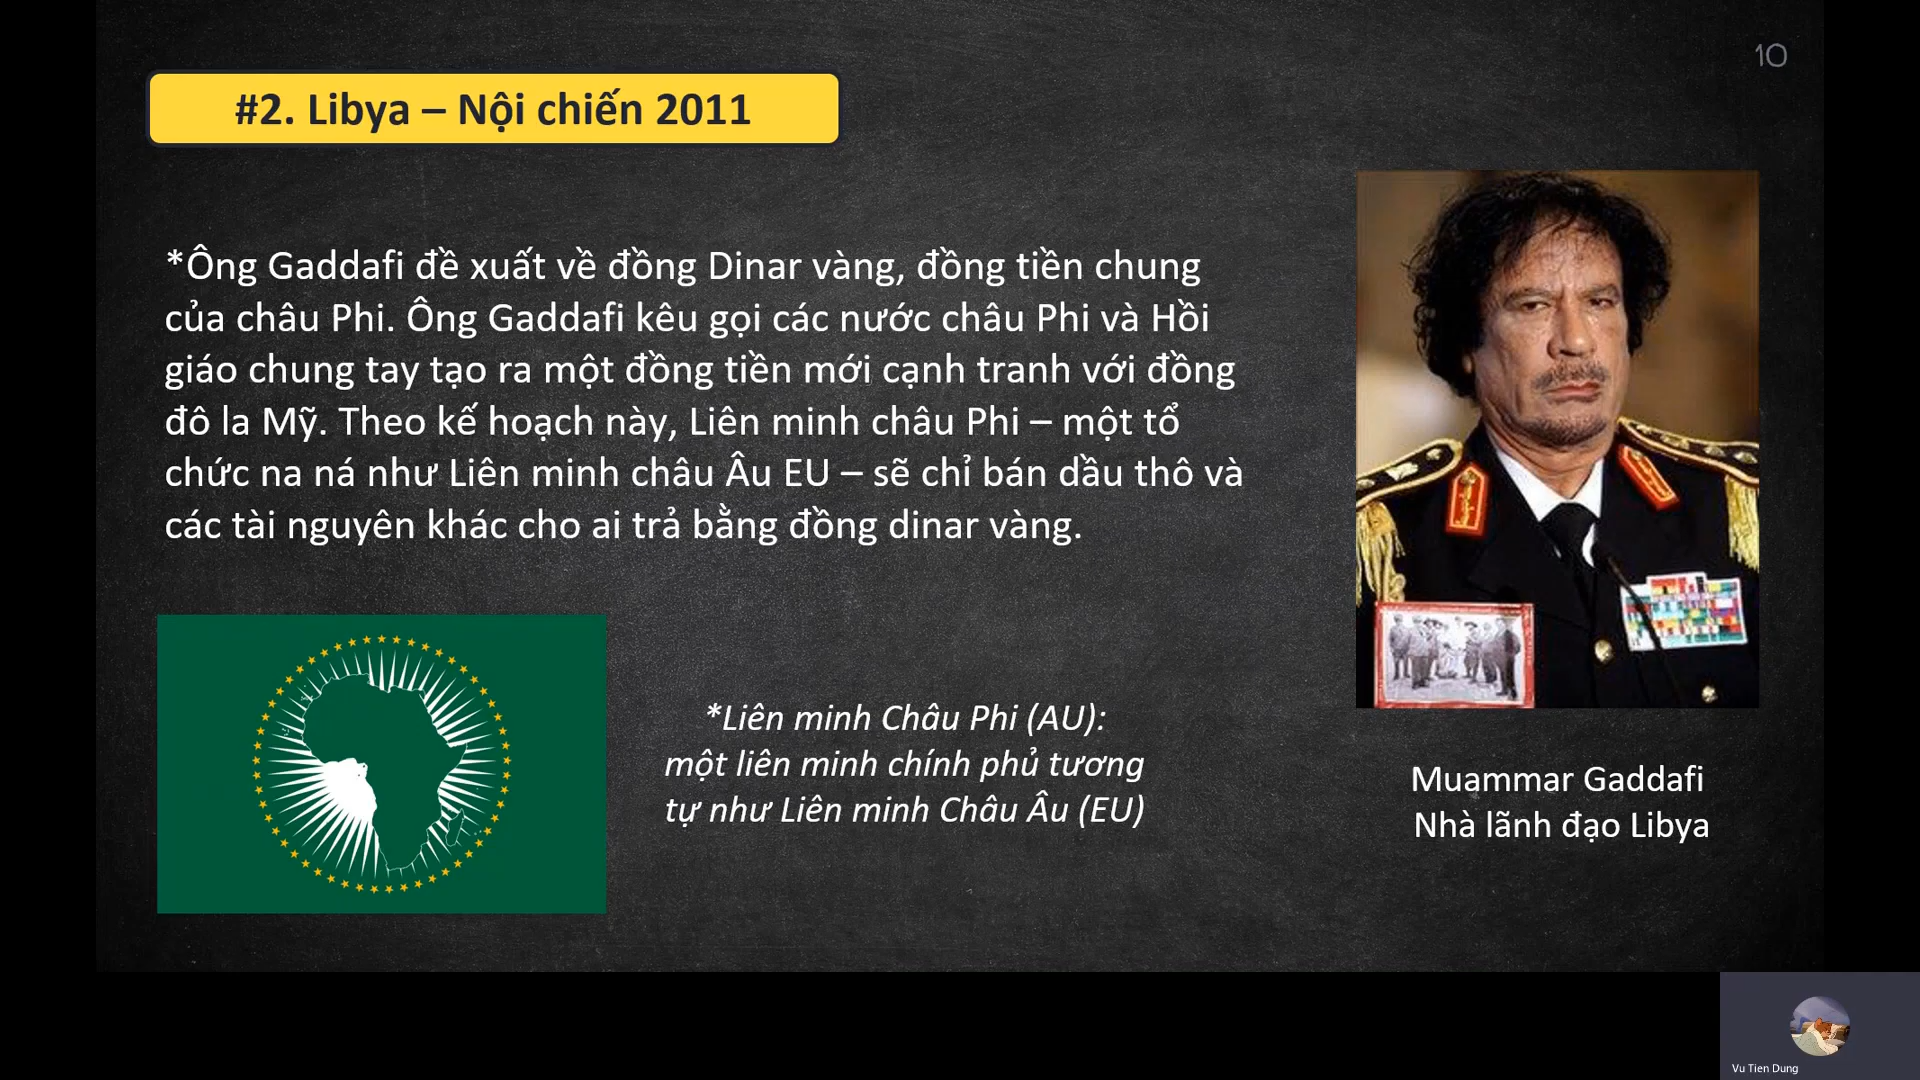 10
#2. Libya – Nội chiến 2011
*Ông Gaddafi đề xuất về đồng Dinar vàng, đồng tiền chung
của châu Phi. Ông Gaddafi kêu gọi các nước châu Phi và Hồi
giáo chung tay tạo ra một đồng tiền mới cạnh tranh với đồng
đô la Mỹ. Theo kế hoạch này, Liên minh châu Phi – một tổ
chức na ná như Liên minh châu Âu EU – sẽ chỉ bán dầu thô và
các tài nguyên khác cho ai trả bằng đồng dinar vàng.
*Liên minh Châu Phi (AU):
một liên minh chính phủ tương
tự như Liên minh Châu Âu (EU)
Muammar Gaddafi
Nhà lãnh đạo Libya
Vu Tien Dung